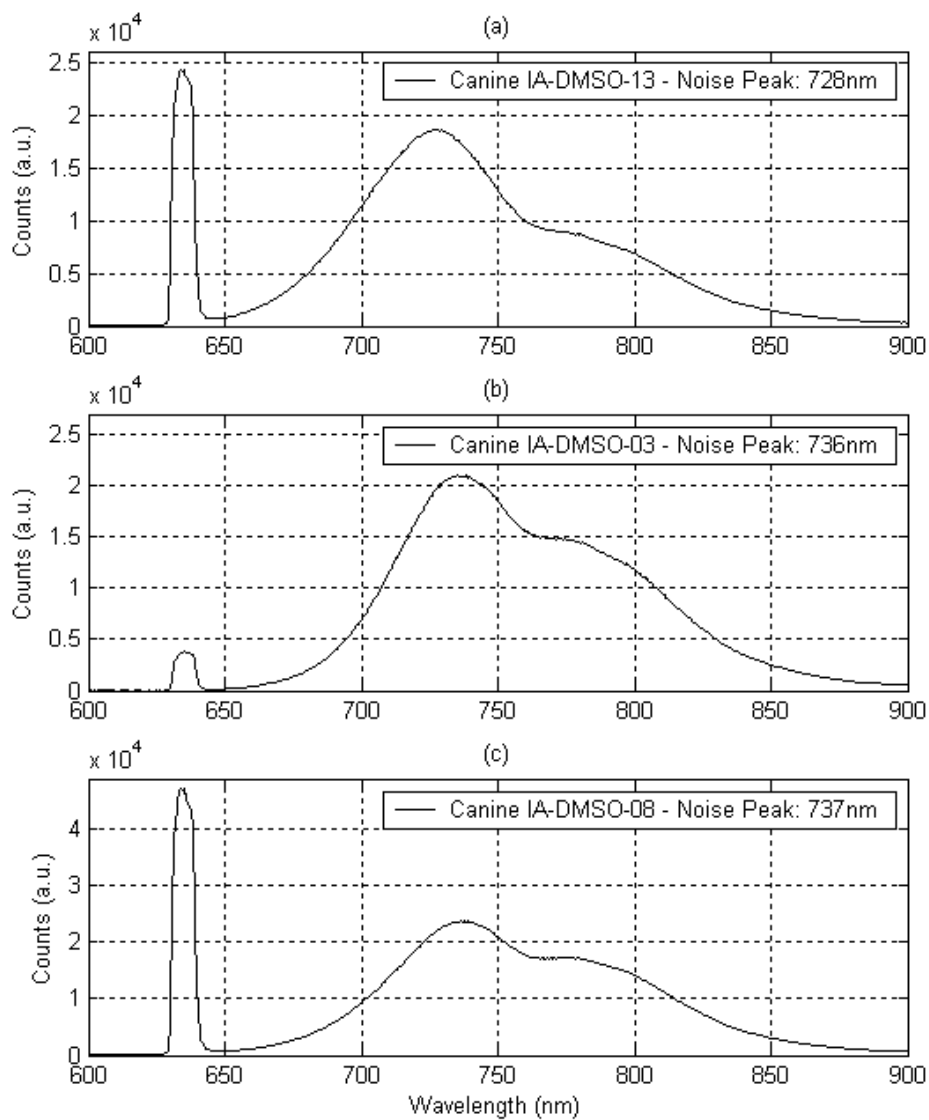 (a)
x 10^4
2.5
2
1.5
1
0.5
0
Counts (a.u.)
Canine IA-DMSO-13 - Noise Peak: 728nm
600 650 700 750 800 850 900
(b)
x 10^4
2.5
2
1.5
1
0.5
0
Counts (a.u.)
Canine IA-DMSO-03 - Noise Peak: 736nm
600 650 700 750 800 850 900
(c)
x 10^4
4
3
2
1
0
Counts (a.u.)
Canine IA-DMSO-08 - Noise Peak: 737nm
600 650 700 750 800 850 900
Wavelength (nm)